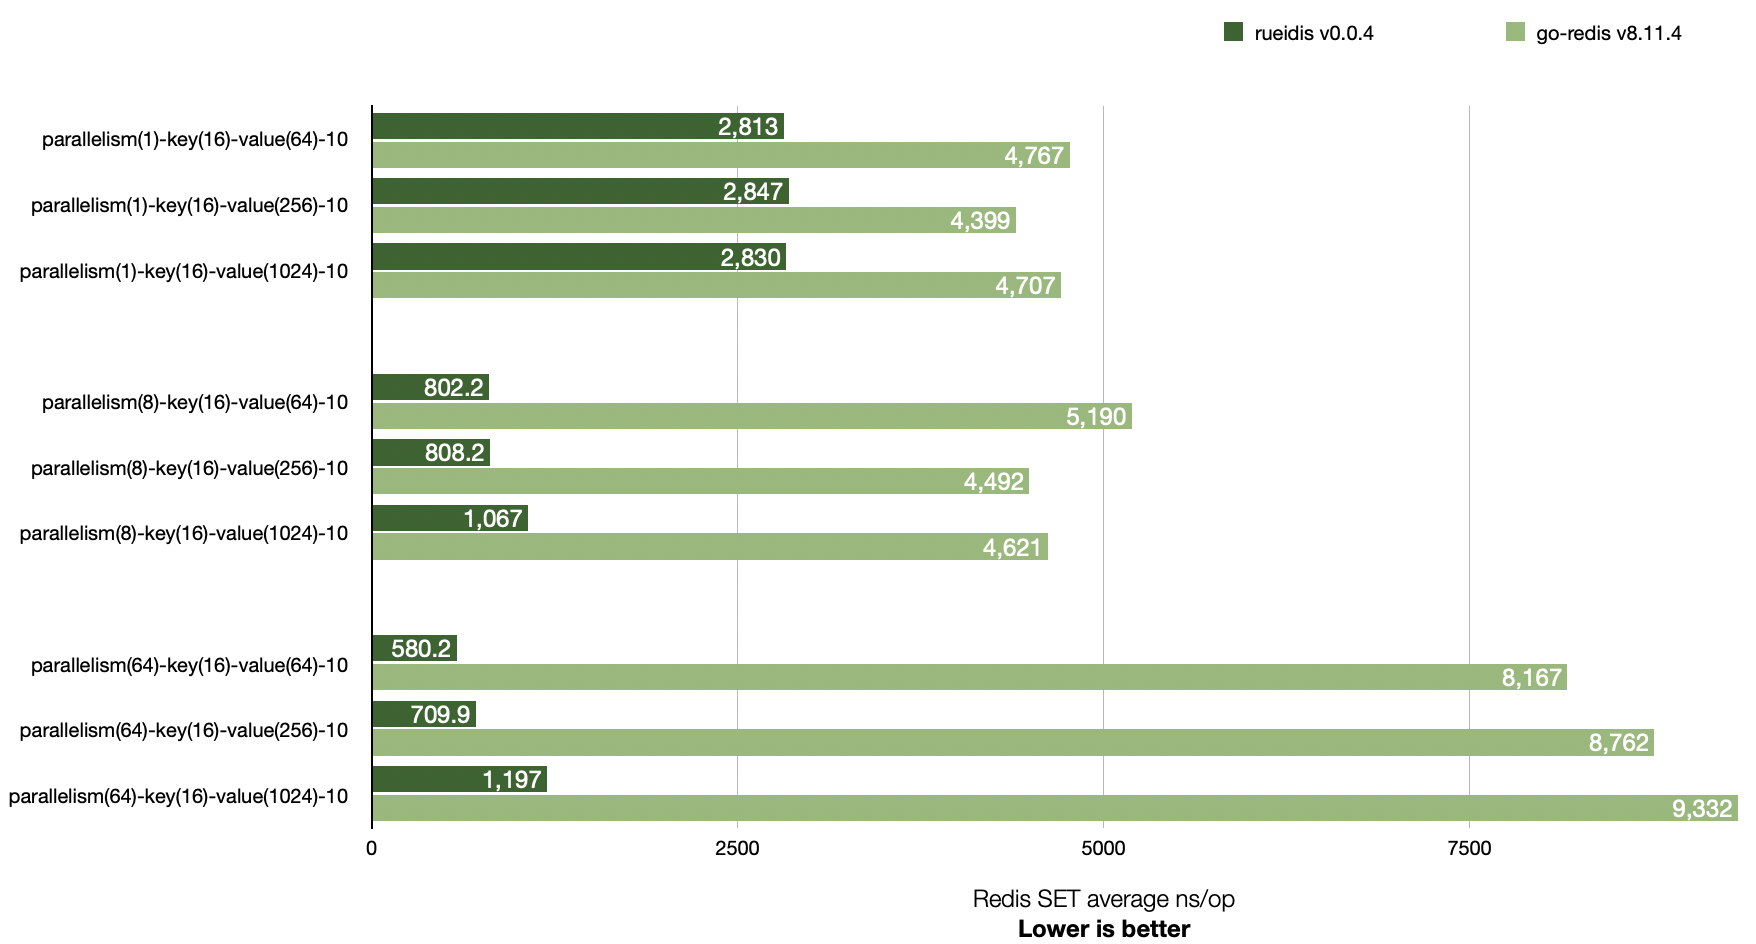 rueidis v0.0.4 go-redis v8.11.4
parallelism(1)-key(16)-value(64)-10
2,813
4,767
parallelism(1)-key(16)-value(256)-10
2,847
4,399
parallelism(1)-key(16)-value(1024)-10
2,830
4,707
parallelism(8)-key(16)-value(64)-10
802.2
5,190
parallelism(8)-key(16)-value(256)-10
808.2
4,492
parallelism(8)-key(16)-value(1024)-10
1,067
4,621
parallelism(64)-key(16)-value(64)-10
580.2
8,167
parallelism(64)-key(16)-value(256)-10
709.9
8,762
parallelism(64)-key(16)-value(1024)-10
1,197
9,332
0 2500 5000 7500
Redis SET average ns/op
Lower is better